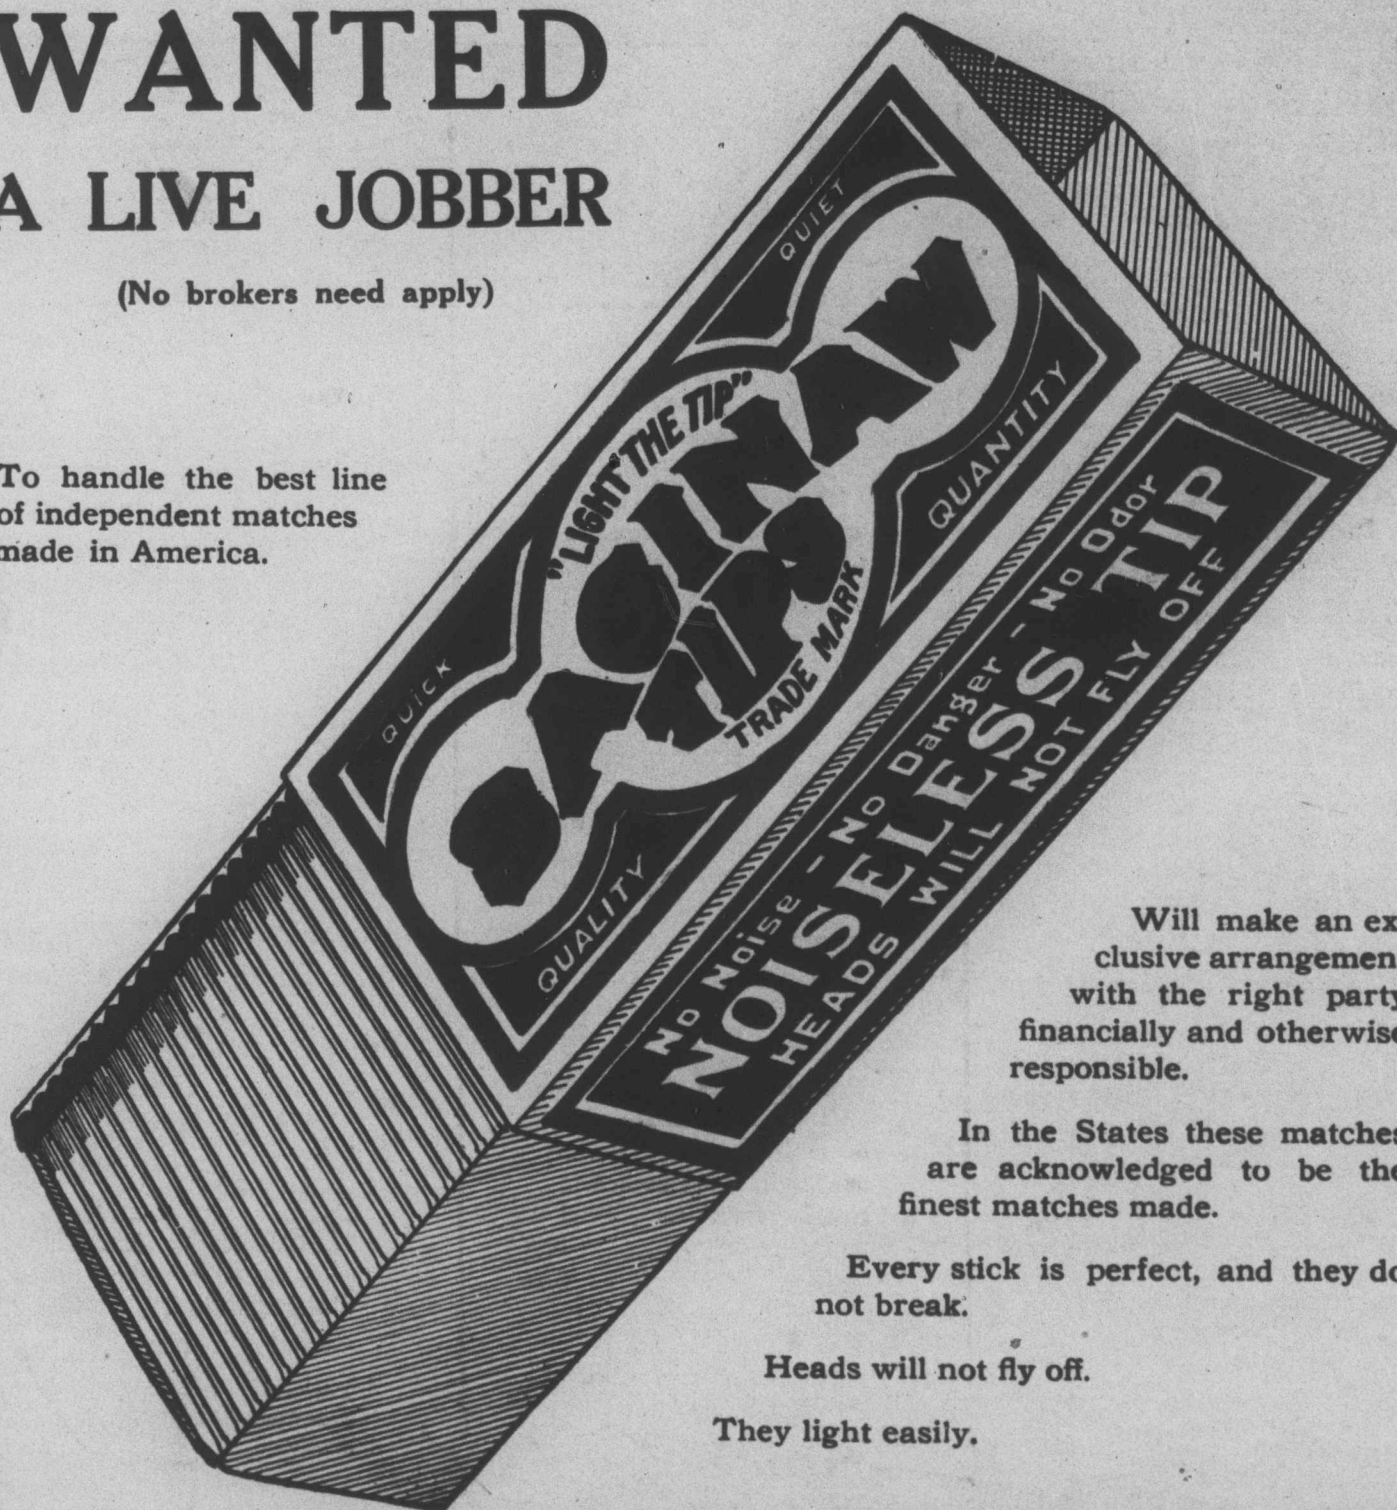 WANTED
A LIVE JOBBER
(No brokers need apply)
To handle the best line
of independent matches
made in America.
QUIET
QUANTITY
QUICK
QUALITY
"LIGHT THE TIP"
SAGINAW
TIPS
TRADE MARK
No Noise - No Danger - No Odor
NOISELESS TIP
HEADS WILL NOT FLY OFF
Will make an ex
clusive arrangemen
with the right party
financially and otherwise
responsible.
In the States these matches
are acknowledged to be the
finest matches made.
Every stick is perfect, and they do
not break.
Heads will not fly off.
They light easily.